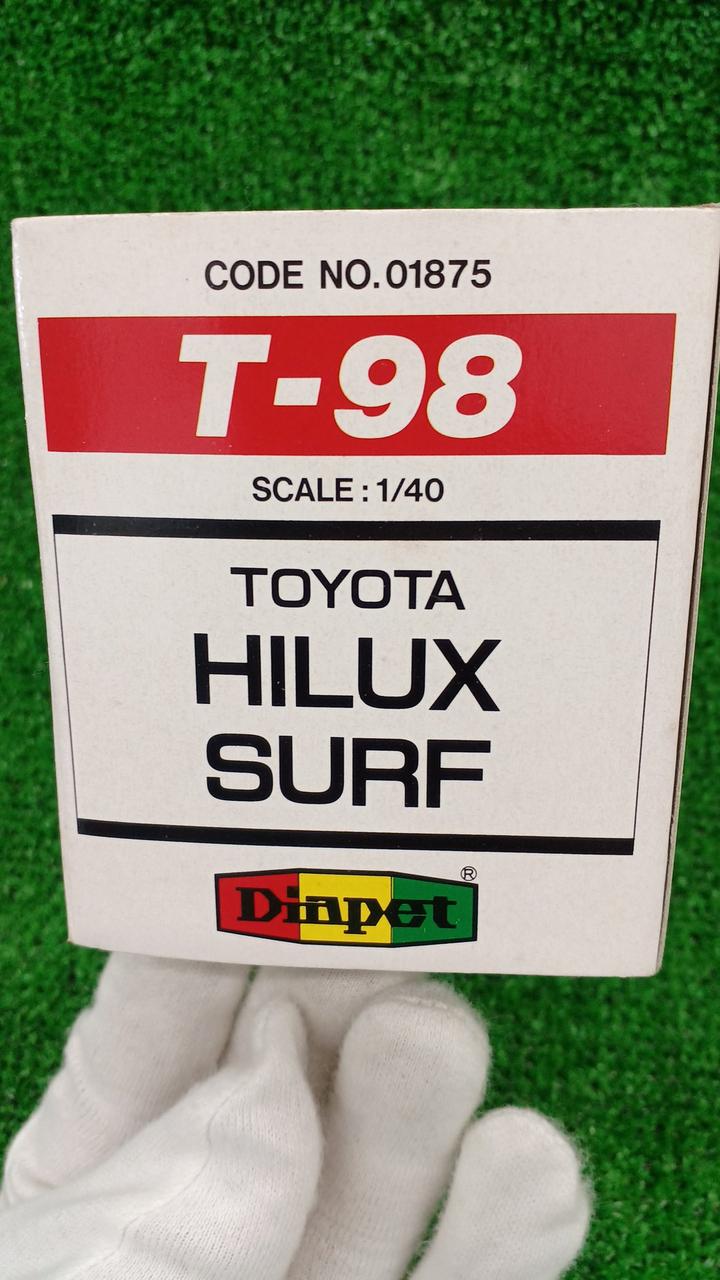 CODE NO.01875
T-98
SCALE : 1/40
TOYOTA
HILUX
SURF
Diapet ®